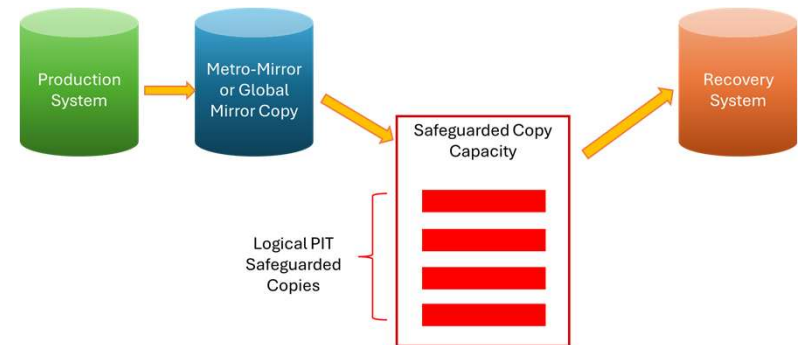 Production
System
Metro-Mirror
or Global
Mirror Copy
Recovery
System
Safeguarded Copy
Capacity
Logical PIT
Safeguarded
Copies